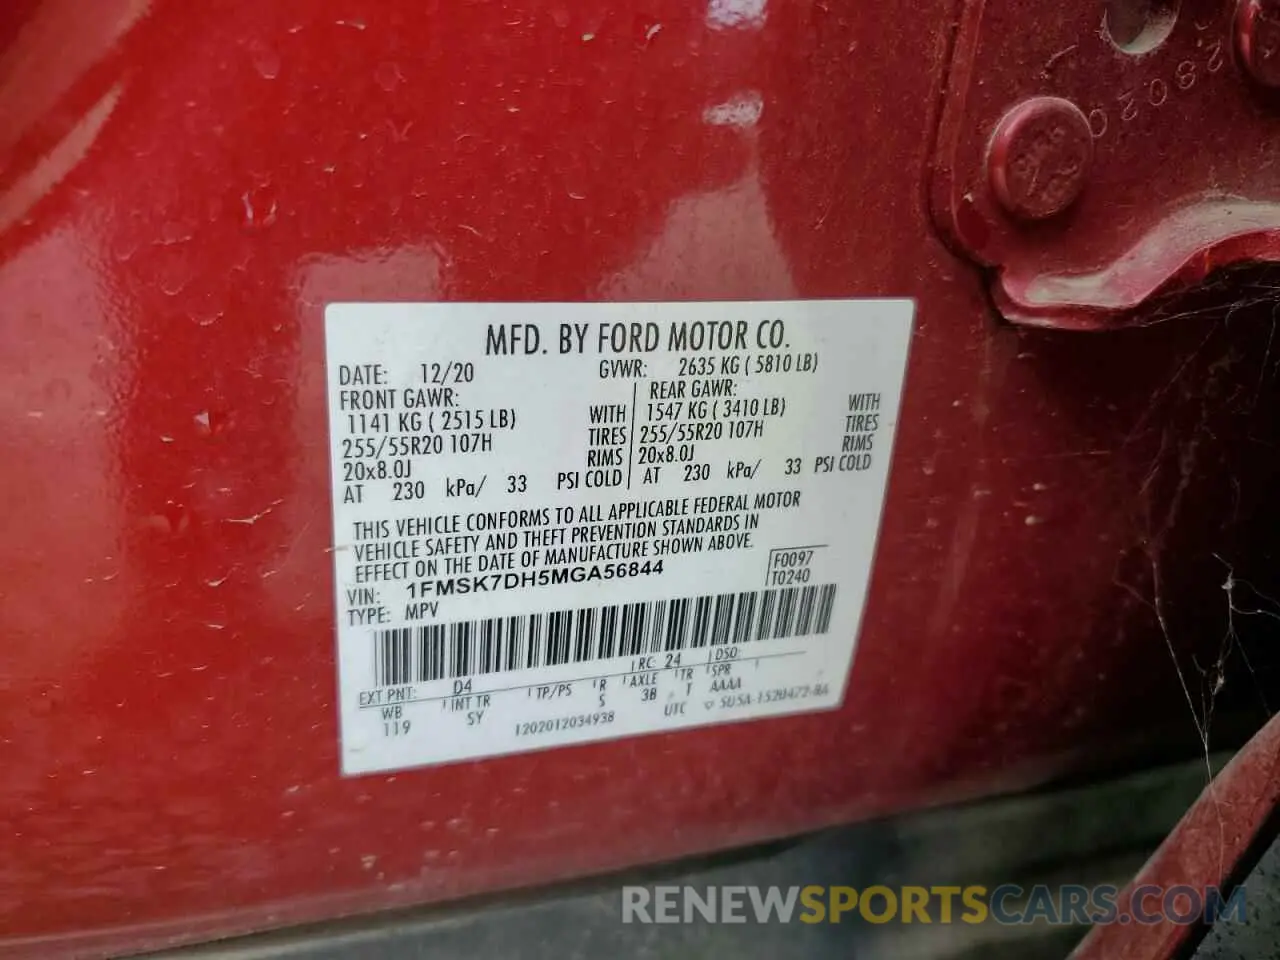 28020
MFD. BY FORD MOTOR CO.
DATE: 12/20 GVWR: 2635 KG ( 5810 LB)
FRONT GAWR: REAR GAWR:
1141 KG ( 2515 LB) WITH 1547 KG ( 3410 LB) WITH
255/55R20 107H TIRES 255/55R20 107H TIRES
20x8.0J RIMS 20x8.0J RIMS
AT 230 kPa/ 33 PSI COLD AT 230 kPa/ 33 PSI COLD
THIS VEHICLE CONFORMS TO ALL APPLICABLE FEDERAL MOTOR
VEHICLE SAFETY AND THEFT PREVENTION STANDARDS IN
EFFECT ON THE DATE OF MANUFACTURE SHOWN ABOVE.
VIN: 1FMSK7DH5MGA56844 F0097
TYPE: MPV T0240
EXT PNT: D4 RC: 24 DSO:
WB INT TR TP/PS R AXLE TR SPR
119 SY S 3B T AAAA
1202012034938 UTC SU5A-1520472-BA
RENEWSPORTSCARS.COM